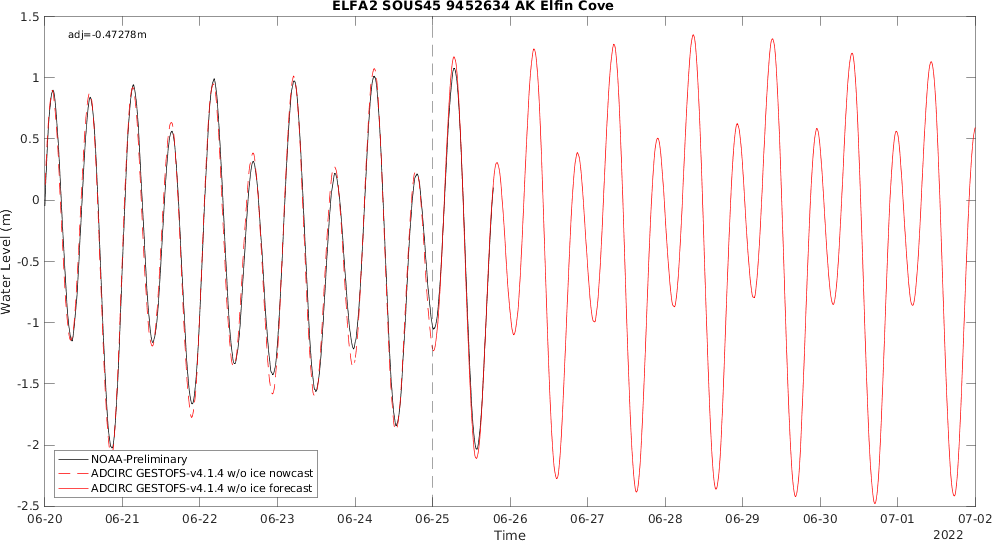 ELFA2 SOUS45 9452634 AK Elfin Cove
adj=-0.47278m
1.5
1
0.5
0
-0.5
-1
-1.5
-2
-2.5
Water Level (m)
NOAA-Preliminary
ADCIRC GESTOFS-v4.1.4 w/o ice nowcast
ADCIRC GESTOFS-v4.1.4 w/o ice forecast
06-20 06-21 06-22 06-23 06-24 06-25 06-26 06-27 06-28 06-29 06-30 07-01 07-02
Time
2022